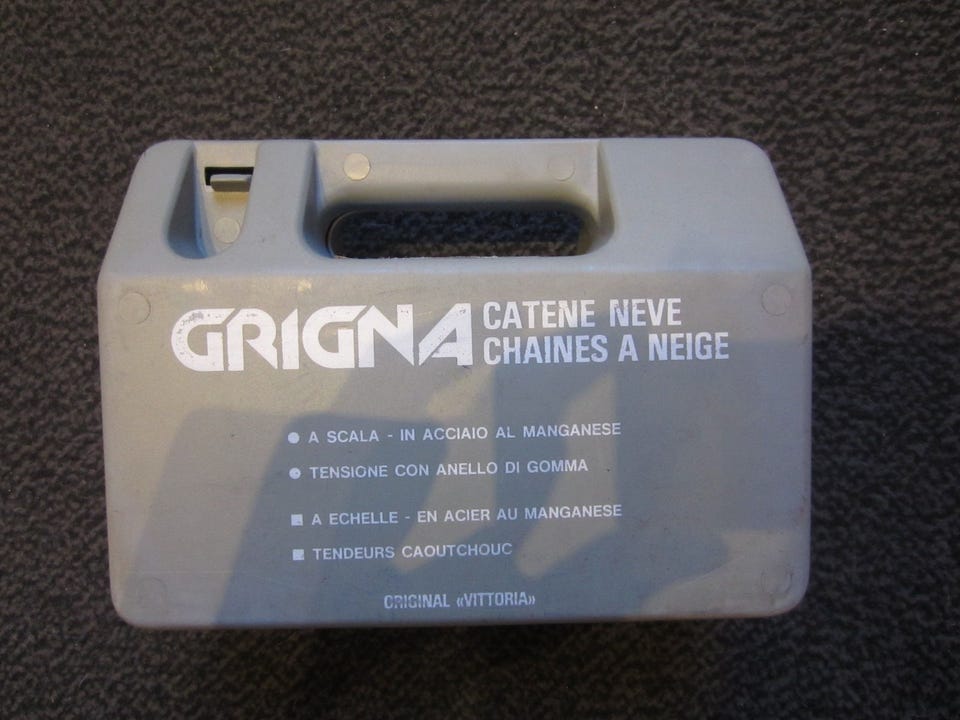 GRIGNA CATENE NEVE
CHAINES A NEIGE
A SCALA - IN ACCIAIO AL MANGANESE
TENSIONE CON ANELLO DI GOMMA
A ECHELLE - EN ACIER AU MANGANESE
TENDEURS CAOUTCHOUC
ORIGINAL «VITTORIA»